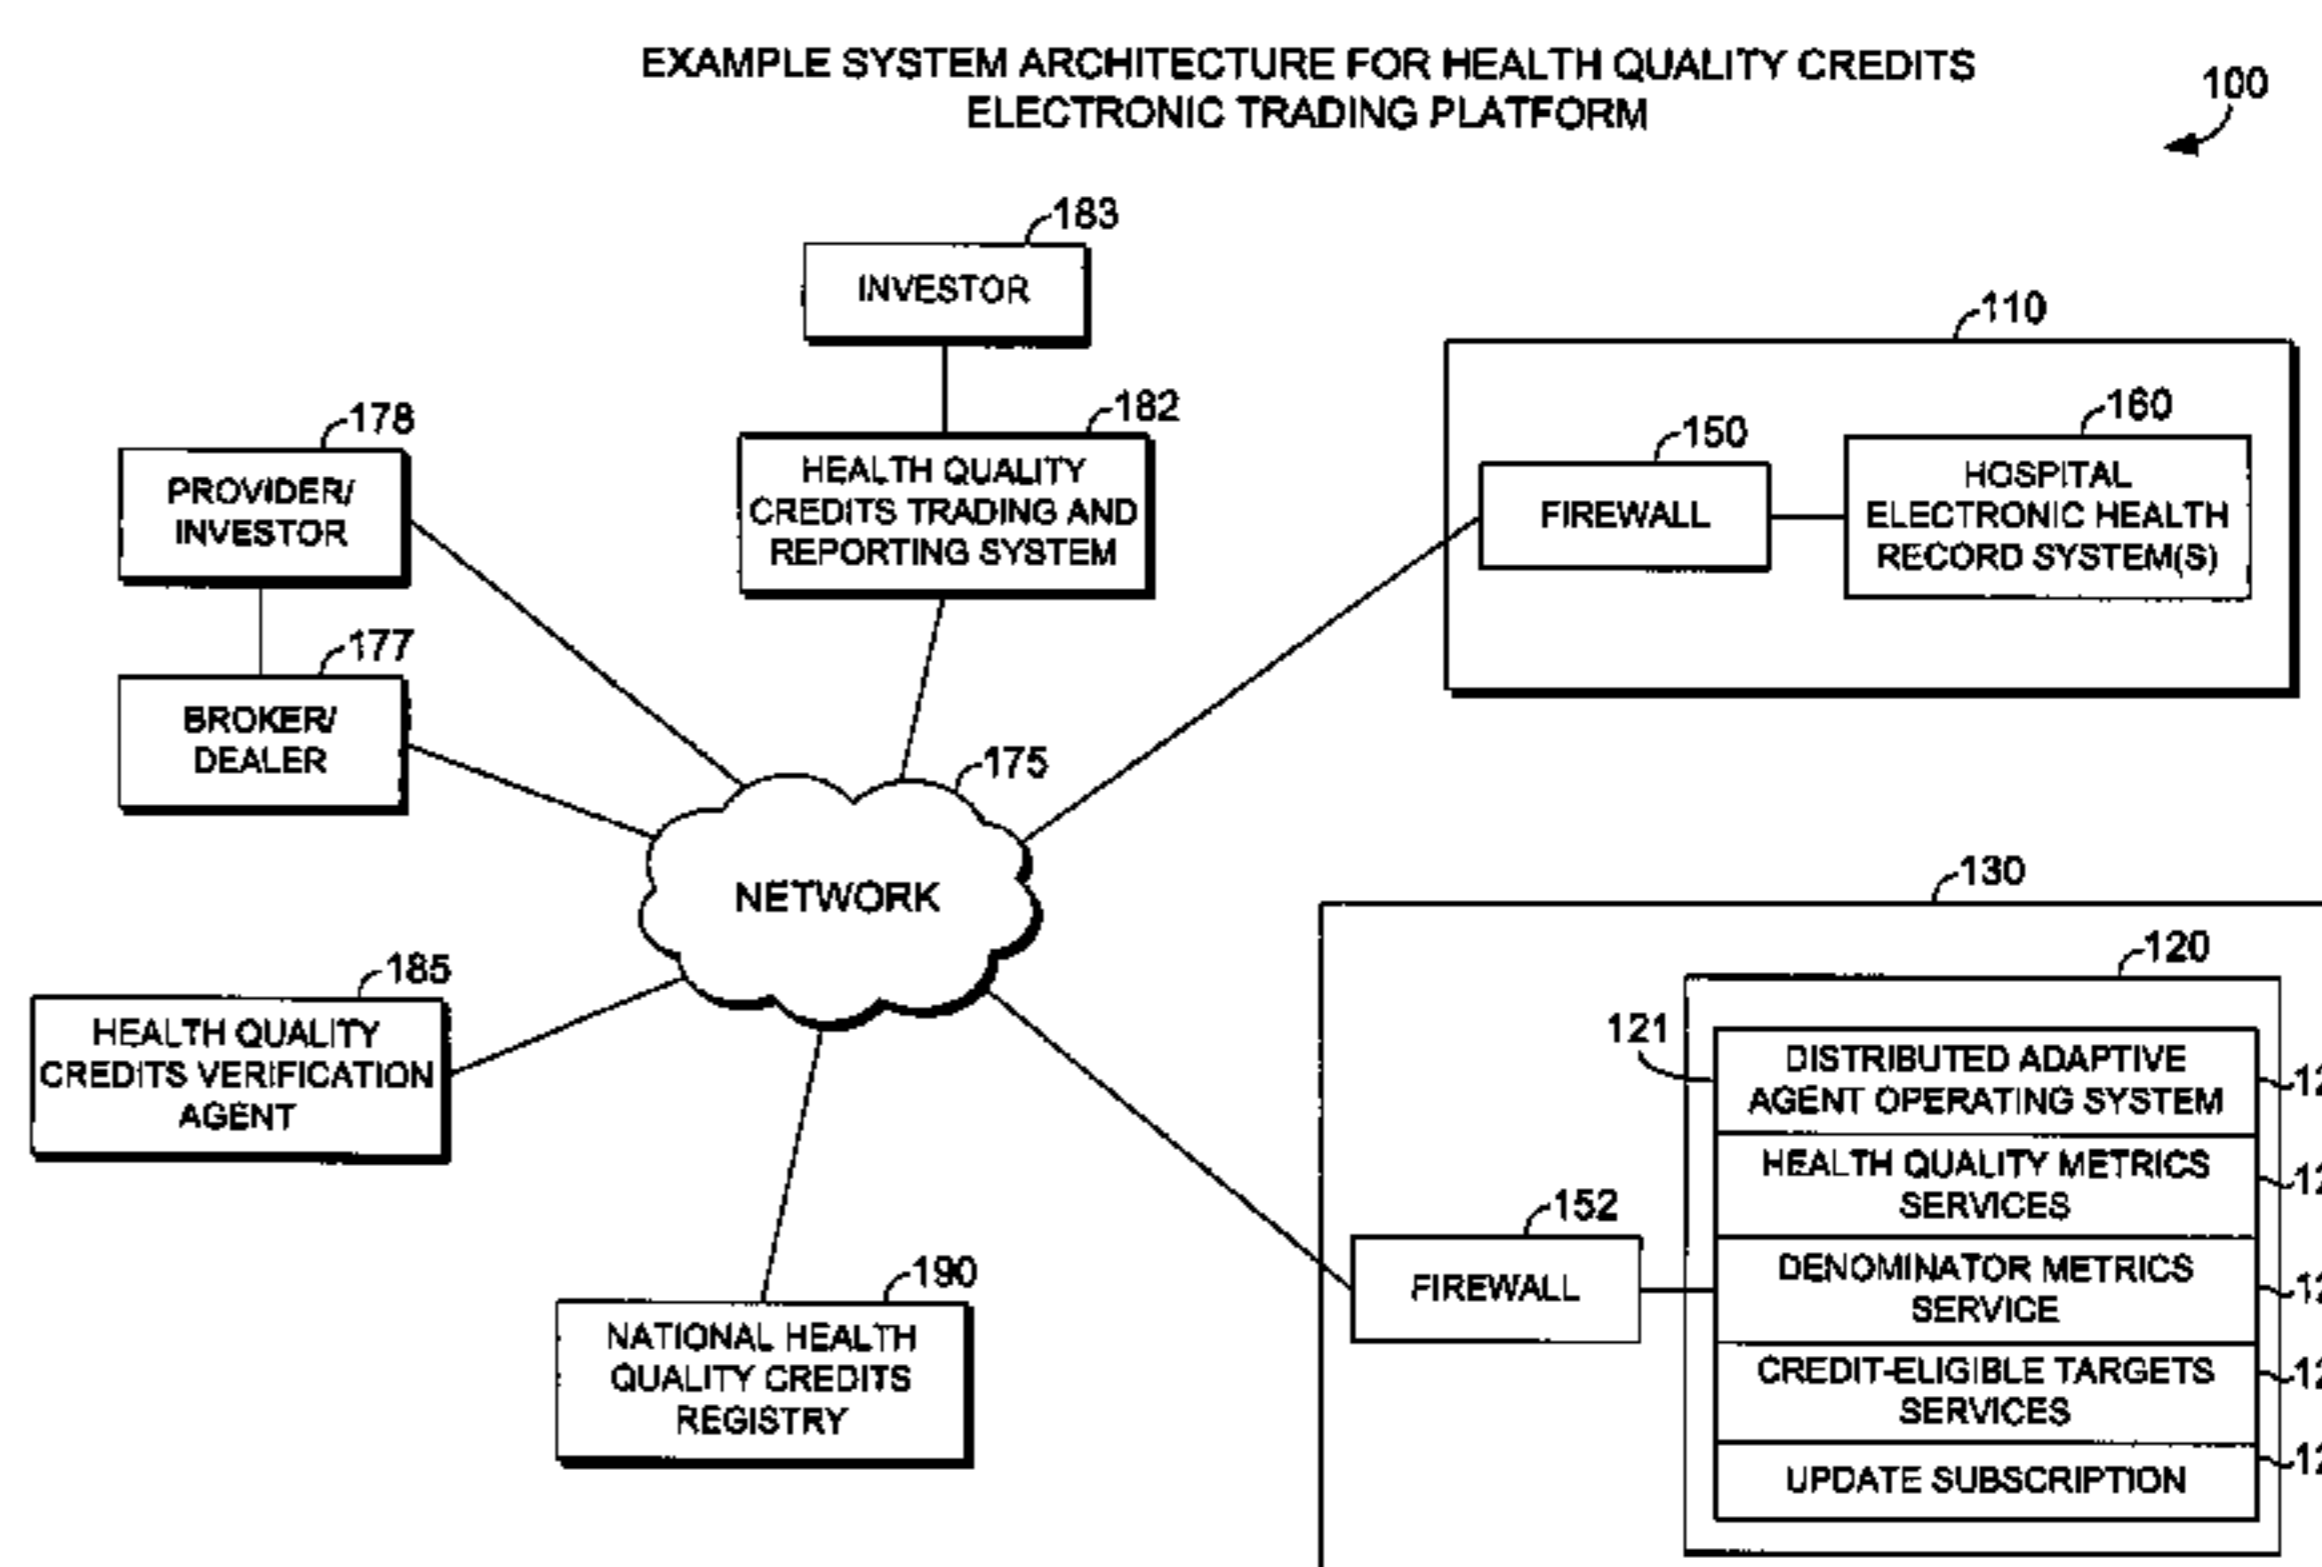 EXAMPLE SYSTEM ARCHITECTURE FOR HEALTH QUALITY CREDITS
ELECTRONIC TRADING PLATFORM
100
183
INVESTOR
182
HEALTH QUALITY
CREDITS TRADING AND
REPORTING SYSTEM
178
PROVIDER/
INVESTOR
177
BROKER/
DEALER
110
150
FIREWALL
160
HOSPITAL
ELECTRONIC HEALTH
RECORD SYSTEM(S)
175
NETWORK
185
HEALTH QUALITY
CREDITS VERIFICATION
AGENT
190
NATIONAL HEALTH
QUALITY CREDITS
REGISTRY
130
152
FIREWALL
120
121
DISTRIBUTED ADAPTIVE
AGENT OPERATING SYSTEM
HEALTH QUALITY METRICS
SERVICES
DENOMINATOR METRICS
SERVICE
CREDIT-ELIGIBLE TARGETS
SERVICES
UPDATE SUBSCRIPTION